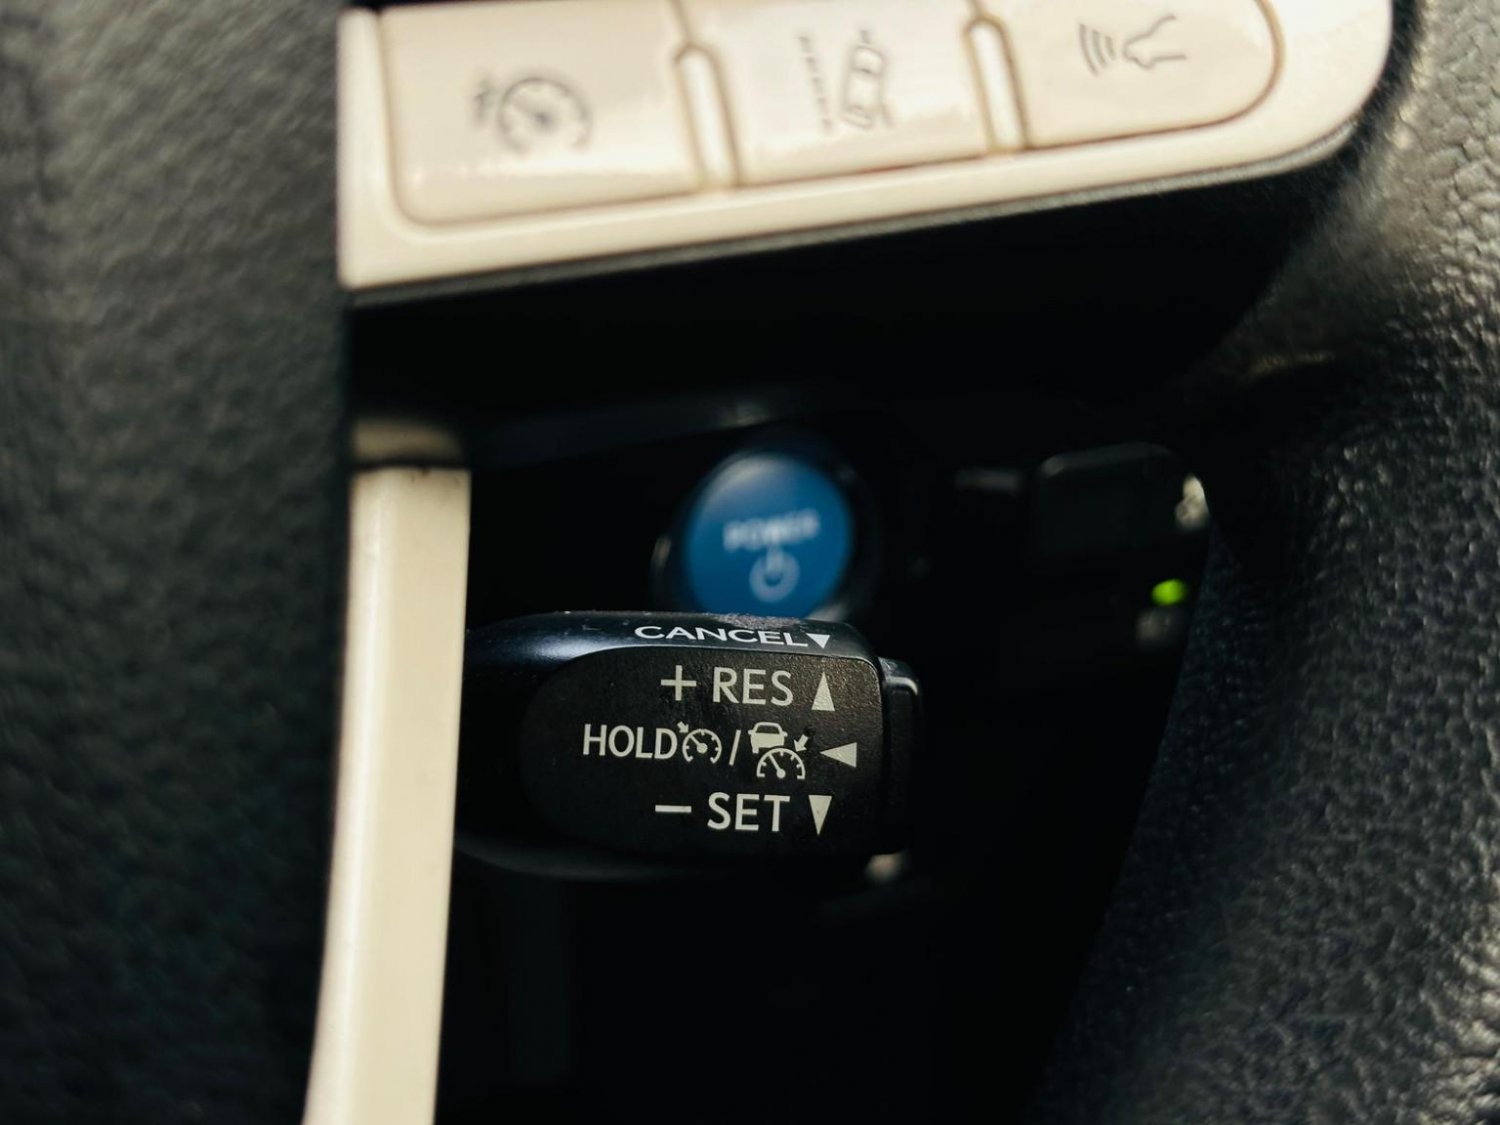 POWER
CANCEL
+ RES
HOLD /
− SET